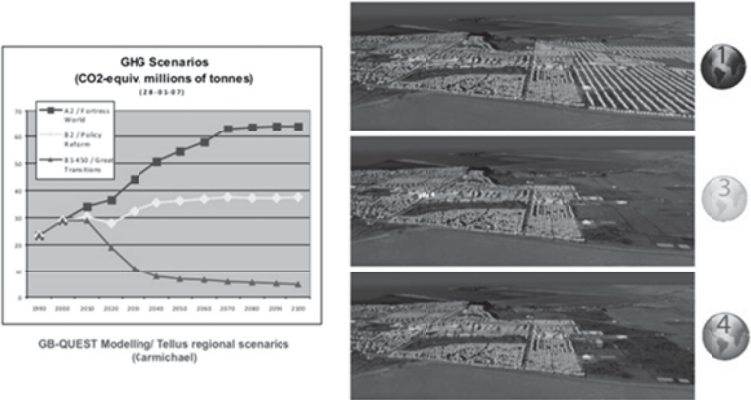 GHG Scenarios
(CO2-equiv. millions of tonnes)
(28-01-07)
A2 / Fortress
World
B2 / Policy
Reform
B1-450 / Great
Transitions
70
60
50
40
30
20
10
0
1990 2000 2010 2020 2030 2040 2050 2060 2070 2080 2090 2100
GB-QUEST Modelling/ Tellus regional scenarios
(Carmichael)
1
3
4